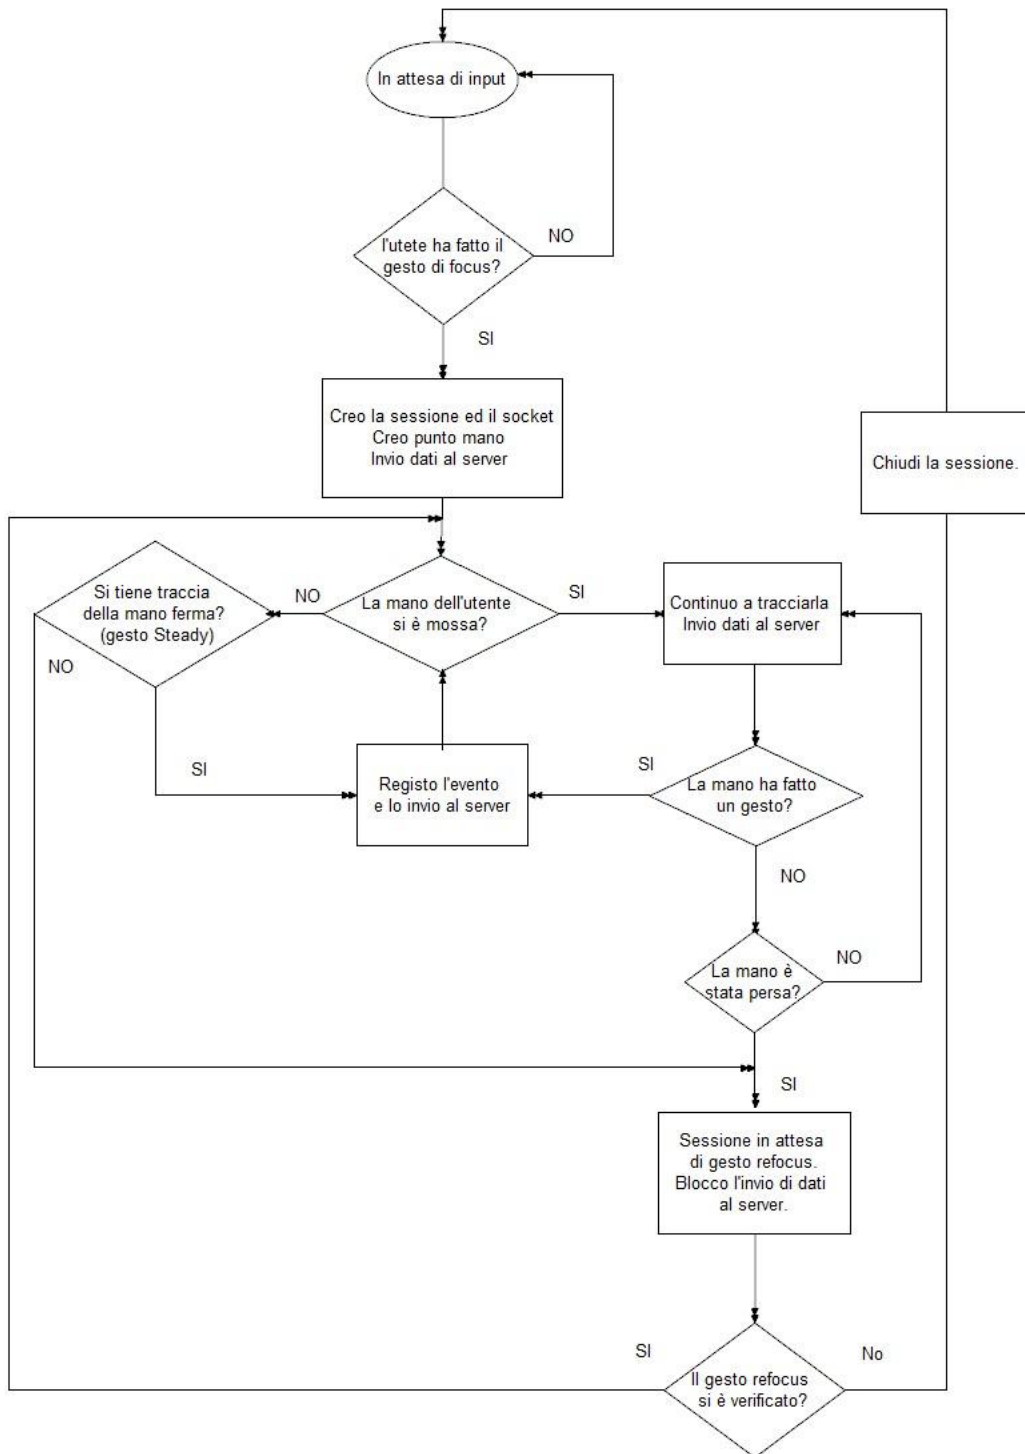 In attesa di input
l'utete ha fatto il
gesto di focus?
NO
SI
Creo la sessione ed il socket
Creo punto mano
Invio dati al server
Chiudi la sessione.
Si tiene traccia
della mano ferma?
(gesto Steady)
NO
La mano dell'utente
si è mossa?
SI
Continuo a tracciarla
Invio dati al server
NO
SI
Registo l'evento
e lo invio al server
SI
La mano ha fatto
un gesto?
NO
La mano è
stata persa?
NO
SI
Sessione in attesa
di gesto refocus.
Blocco l'invio di dati
al server.
SI
Il gesto refocus
si è verificato?
No